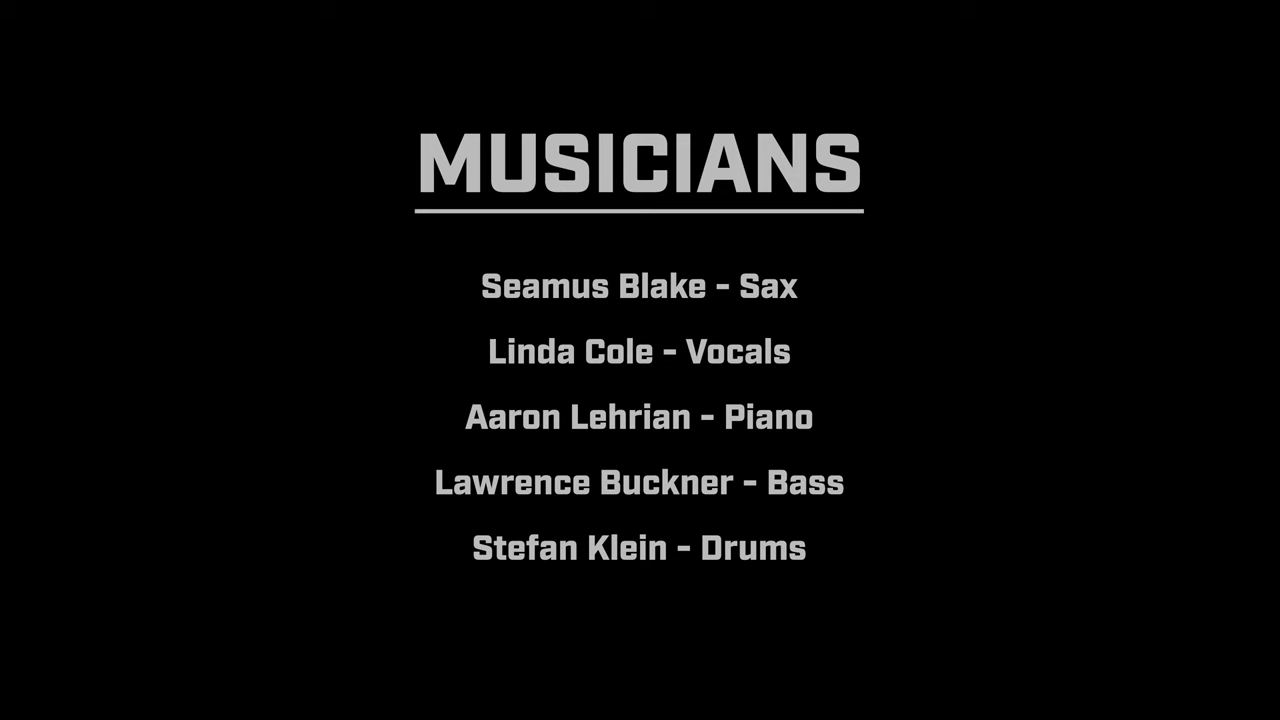 MUSICIANS
Seamus Blake - Sax
Linda Cole - Vocals
Aaron Lehrian - Piano
Lawrence Buckner - Bass
Stefan Klein - Drums